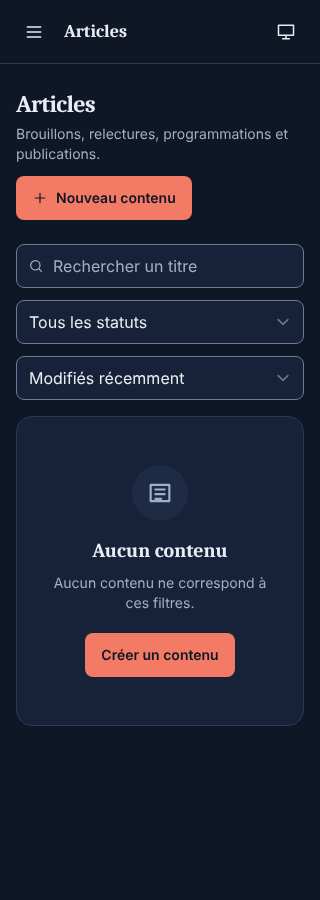 Articles
Articles
Brouillons, relectures, programmations et
publications.
Nouveau contenu
Rechercher un titre
Tous les statuts
Modifiés récemment
Aucun contenu
Aucun contenu ne correspond à
ces filtres.
Créer un contenu